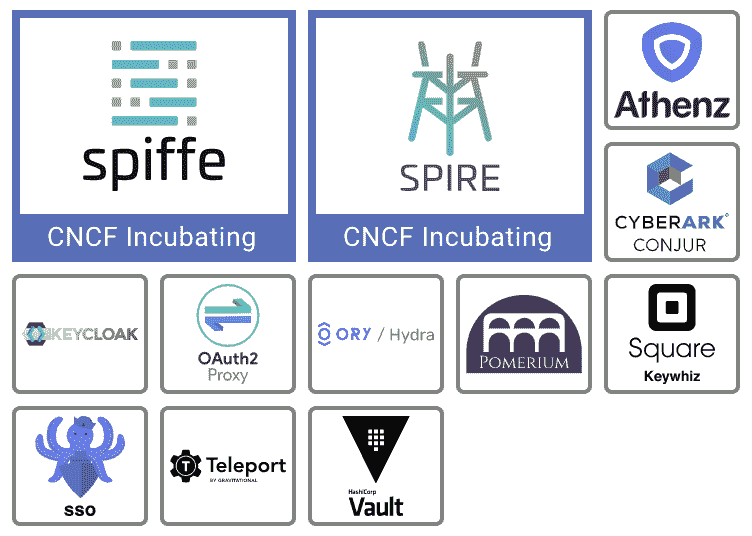 spiffe
CNCF Incubating
SPIRE
CNCF Incubating
Athenz
CYBERARK®
CONJUR
KEYCLOAK
OAuth2
Proxy
ORY / Hydra
POMERIUM
Square
Keywhiz
sso
T
Teleport
BY GRAVITATIONAL
HashiCorp
Vault